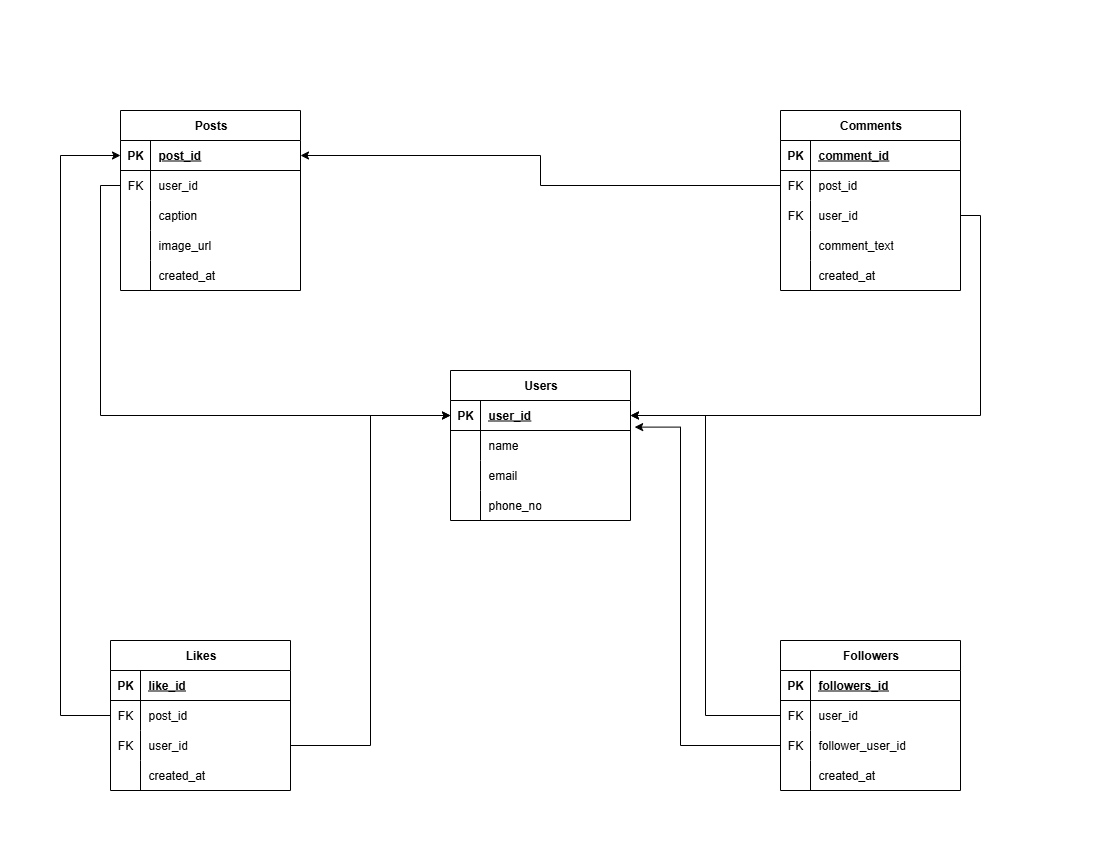 Posts
PK post_id
FK user_id
caption
image_url
created_at
Comments
PK comment_id
FK post_id
FK user_id
comment_text
created_at
Users
PK user_id
name
email
phone_no
Likes
PK like_id
FK post_id
FK user_id
created_at
Followers
PK followers_id
FK user_id
FK follower_user_id
created_at